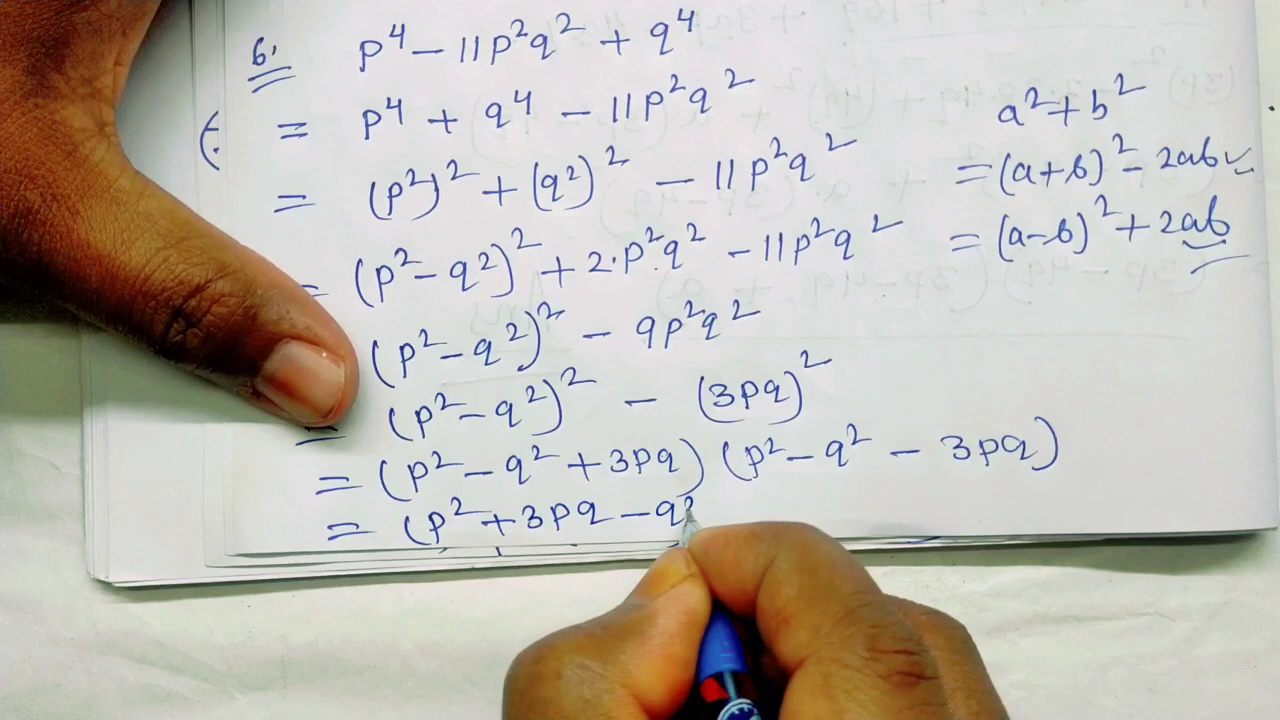 6. p⁴ - 11p²q² + q⁴
= p⁴ + q⁴ - 11p²q²
= (p²)² + (q²)² - 11p²q²
= (p² - q²)² + 2·p²q² - 11p²q²
(p² - q²)² - 9p²q²
= (p² - q²)² - (3pq)²
= (p² - q² + 3pq) (p² - q² - 3pq)
= (p² + 3pq - q²
a² + b²
= (a+b)² - 2ab ✓
= (a-b)² + 2ab